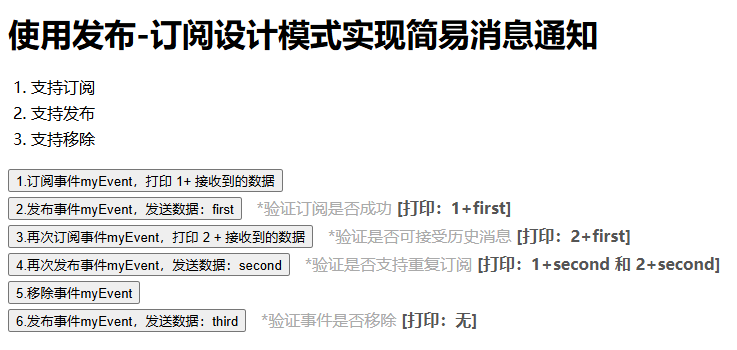 使用发布-订阅设计模式实现简易消息通知
1. 支持订阅
2. 支持发布
3. 支持移除
1.订阅事件myEvent，打印 1+ 接收到的数据
2.发布事件myEvent，发送数据：first *验证订阅是否成功 [打印：1+first]
3.再次订阅事件myEvent，打印 2 + 接收到的数据 *验证是否可接受历史消息 [打印：2+first]
4.再次发布事件myEvent，发送数据：second *验证是否支持重复订阅 [打印：1+second 和 2+second]
5.移除事件myEvent
6.发布事件myEvent，发送数据：third *验证事件是否移除 [打印：无]